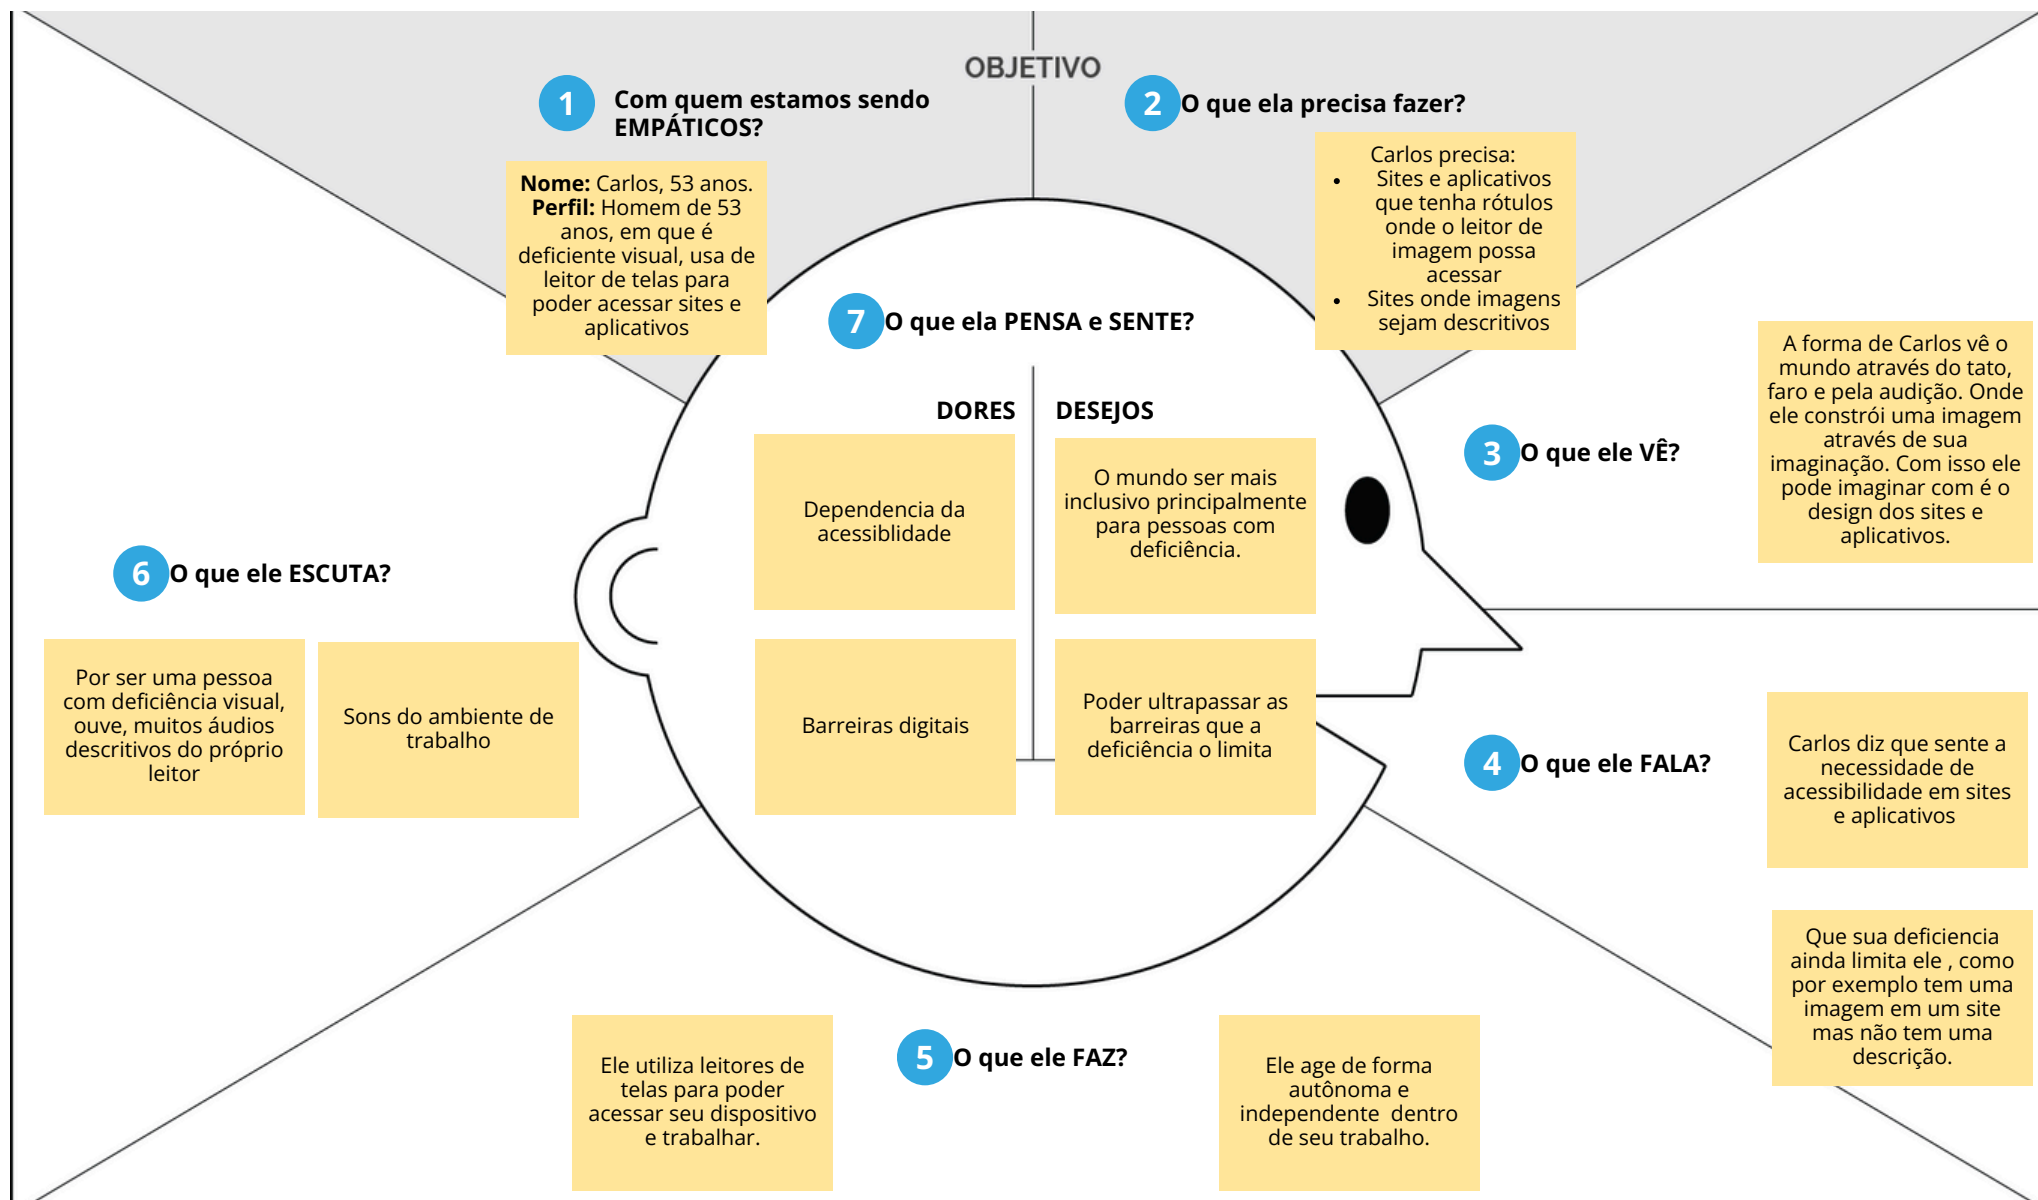 OBJETIVO
1
Com quem estamos sendo
EMPÁTICOS?
Nome: Carlos, 53 anos.
Perfil: Homem de 53
anos, em que é
deficiente visual, usa de
leitor de telas para
poder acessar sites e
aplicativos
2
O que ela precisa fazer?
Carlos precisa:
• Sites e aplicativos
que tenha rótulos
onde o leitor de
imagem possa
acessar
• Sites onde imagens
sejam descritivos
7
O que ela PENSA e SENTE?
DORES
Dependencia da
acessiblidade
Barreiras digitais
DESEJOS
O mundo ser mais
inclusivo principalmente
para pessoas com
deficiência.
Poder ultrapassar as
barreiras que a
deficiência o limita
3
O que ele VÊ?
A forma de Carlos vê o
mundo através do tato,
faro e pela audição. Onde
ele constrói uma imagem
através de sua
imaginação. Com isso ele
pode imaginar com é o
design dos sites e
aplicativos.
6
O que ele ESCUTA?
Por ser uma pessoa
com deficiência visual,
ouve, muitos áudios
descritivos do próprio
leitor
Sons do ambiente de
trabalho
4
O que ele FALA?
Carlos diz que sente a
necessidade de
acessibilidade em sites
e aplicativos
Que sua deficiencia
ainda limita ele , como
por exemplo tem uma
imagem em um site
mas não tem uma
descrição.
5
O que ele FAZ?
Ele utiliza leitores de
telas para poder
acessar seu dispositivo
e trabalhar.
Ele age de forma
autônoma e
independente  dentro
de seu trabalho.